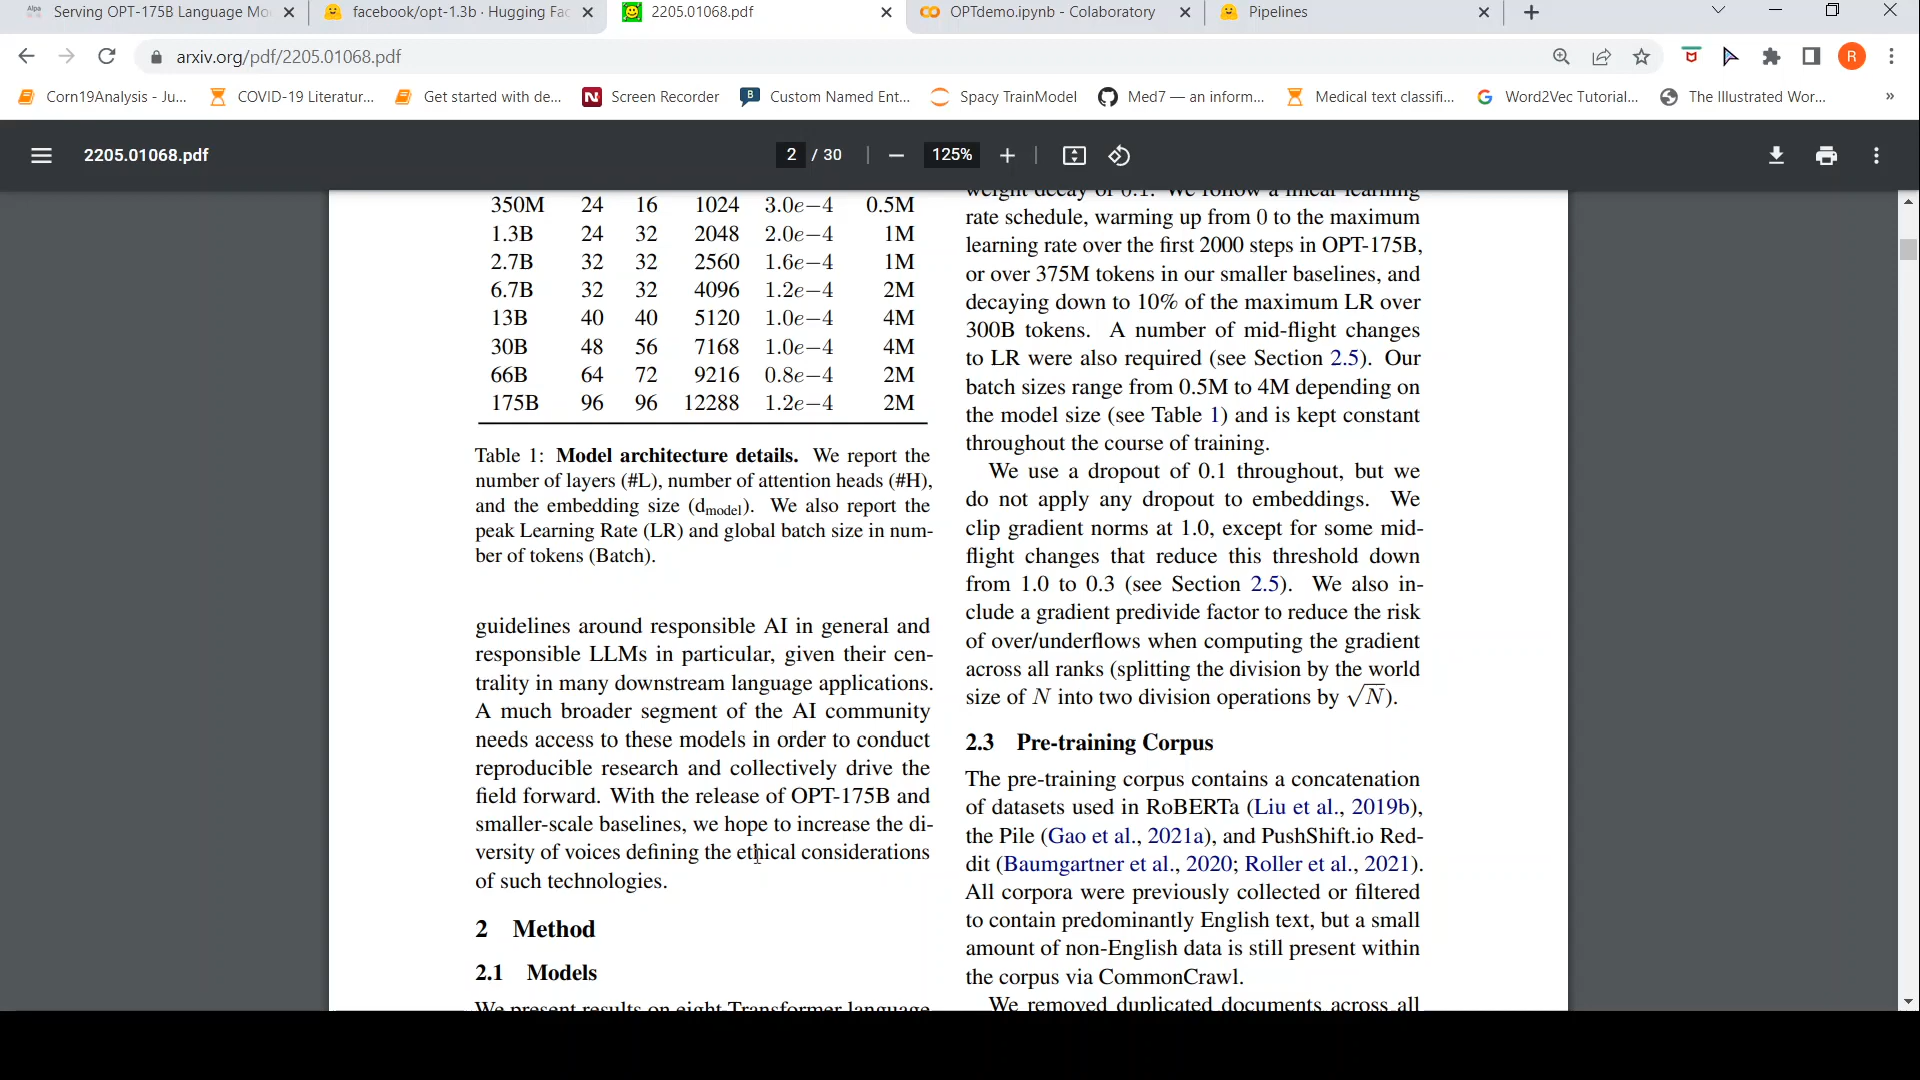 Alpa
Serving OPT-175B Language Mo
facebook/opt-1.3b · Hugging Fac
2205.01068.pdf
OPTdemo.ipynb - Colaboratory
Pipelines
arxiv.org/pdf/2205.01068.pdf
R
Corn19Analysis - Ju...
COVID-19 Literatur...
Get started with de...
N Screen Recorder
B Custom Named Ent...
Spacy TrainModel
Med7 — an inform...
Medical text classifi...
Word2Vec Tutorial...
The Illustrated Wor...
»
2205.01068.pdf
2 / 30
125%
350M 24 16 1024 3.0e−4 0.5M
1.3B 24 32 2048 2.0e−4 1M
2.7B 32 32 2560 1.6e−4 1M
6.7B 32 32 4096 1.2e−4 2M
13B 40 40 5120 1.0e−4 4M
30B 48 56 7168 1.0e−4 4M
66B 64 72 9216 0.8e−4 2M
175B 96 96 12288 1.2e−4 2M
Table 1: Model architecture details. We report the
number of layers (#L), number of attention heads (#H),
and the embedding size (dmodel). We also report the
peak Learning Rate (LR) and global batch size in num-
ber of tokens (Batch).
guidelines around responsible AI in general and
responsible LLMs in particular, given their cen-
trality in many downstream language applications.
A much broader segment of the AI community
needs access to these models in order to conduct
reproducible research and collectively drive the
field forward. With the release of OPT-175B and
smaller-scale baselines, we hope to increase the di-
versity of voices defining the ethical considerations
of such technologies.
2 Method
2.1 Models
We present results on eight Transformer language
weight decay of 0.1. We follow a linear learning
rate schedule, warming up from 0 to the maximum
learning rate over the first 2000 steps in OPT-175B,
or over 375M tokens in our smaller baselines, and
decaying down to 10% of the maximum LR over
300B tokens. A number of mid-flight changes
to LR were also required (see Section 2.5). Our
batch sizes range from 0.5M to 4M depending on
the model size (see Table 1) and is kept constant
throughout the course of training.
We use a dropout of 0.1 throughout, but we
do not apply any dropout to embeddings. We
clip gradient norms at 1.0, except for some mid-
flight changes that reduce this threshold down
from 1.0 to 0.3 (see Section 2.5). We also in-
clude a gradient predivide factor to reduce the risk
of over/underflows when computing the gradient
across all ranks (splitting the division by the world
size of N into two division operations by √N).
2.3 Pre-training Corpus
The pre-training corpus contains a concatenation
of datasets used in RoBERTa (Liu et al., 2019b),
the Pile (Gao et al., 2021a), and PushShift.io Red-
dit (Baumgartner et al., 2020; Roller et al., 2021).
All corpora were previously collected or filtered
to contain predominantly English text, but a small
amount of non-English data is still present within
the corpus via CommonCrawl.
We removed duplicated documents across all